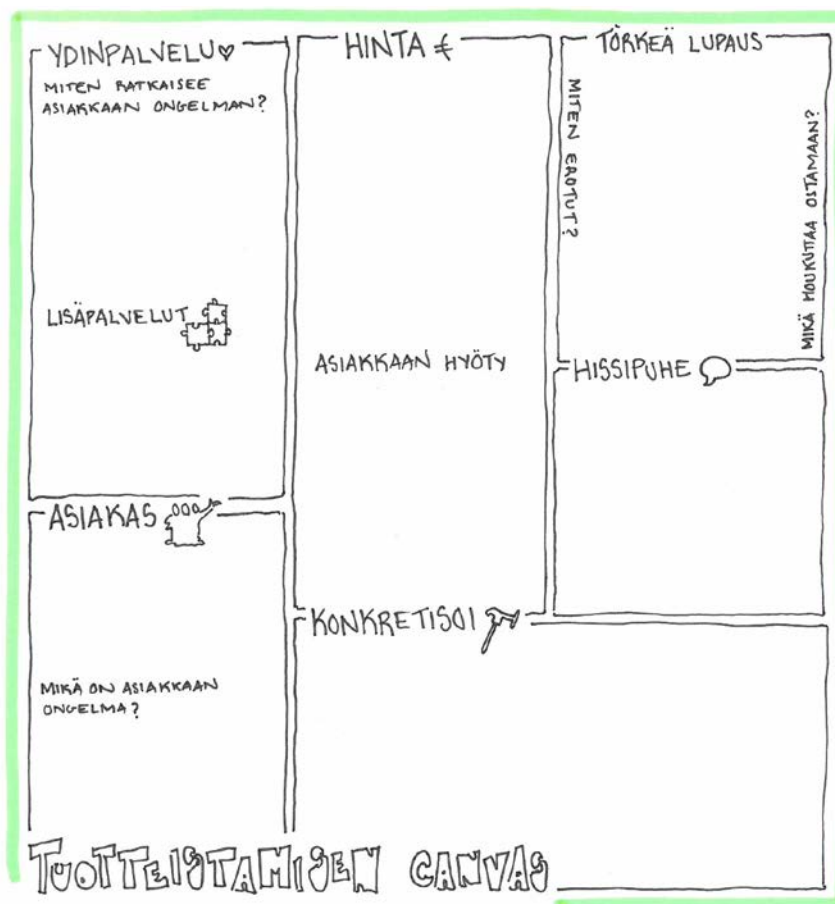 YDINPALVELU
MITEN RATKAISEE
ASIAKKAAN ONGELMAN?
LISÄPALVELUT
ASIAKAS
MIKÄ ON ASIAKKAAN
ONGELMA?
HINTA €
ASIAKKAAN HYÖTY
TÖRKEÄ LUPAUS
MITEN EROTUT?
MIKÄ HOUKUTTAA OSTAMAAN?
HISSIPUHE
KONKRETISOI
TUOTTEISTAMISEN CANVAS